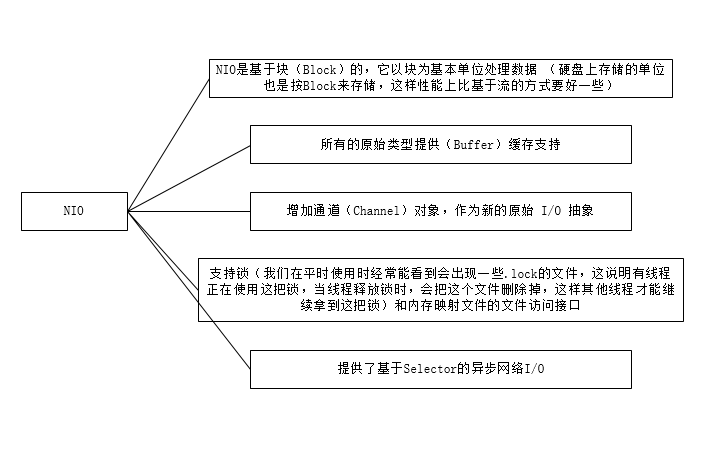 NIO是基于块（Block）的，它以块为基本单位处理数据 （硬盘上存储的单位
也是按Block来存储，这样性能上比基于流的方式要好一些）
所有的原始类型提供（Buffer）缓存支持
NIO
增加通道（Channel）对象，作为新的原始 I/O 抽象
支持锁（我们在平时使用时经常能看到会出现一些.lock的文件，这说明有线程
正在使用这把锁，当线程释放锁时，会把这个文件删除掉，这样其他线程才能继
续拿到这把锁）和内存映射文件的文件访问接口
提供了基于Selector的异步网络I/O